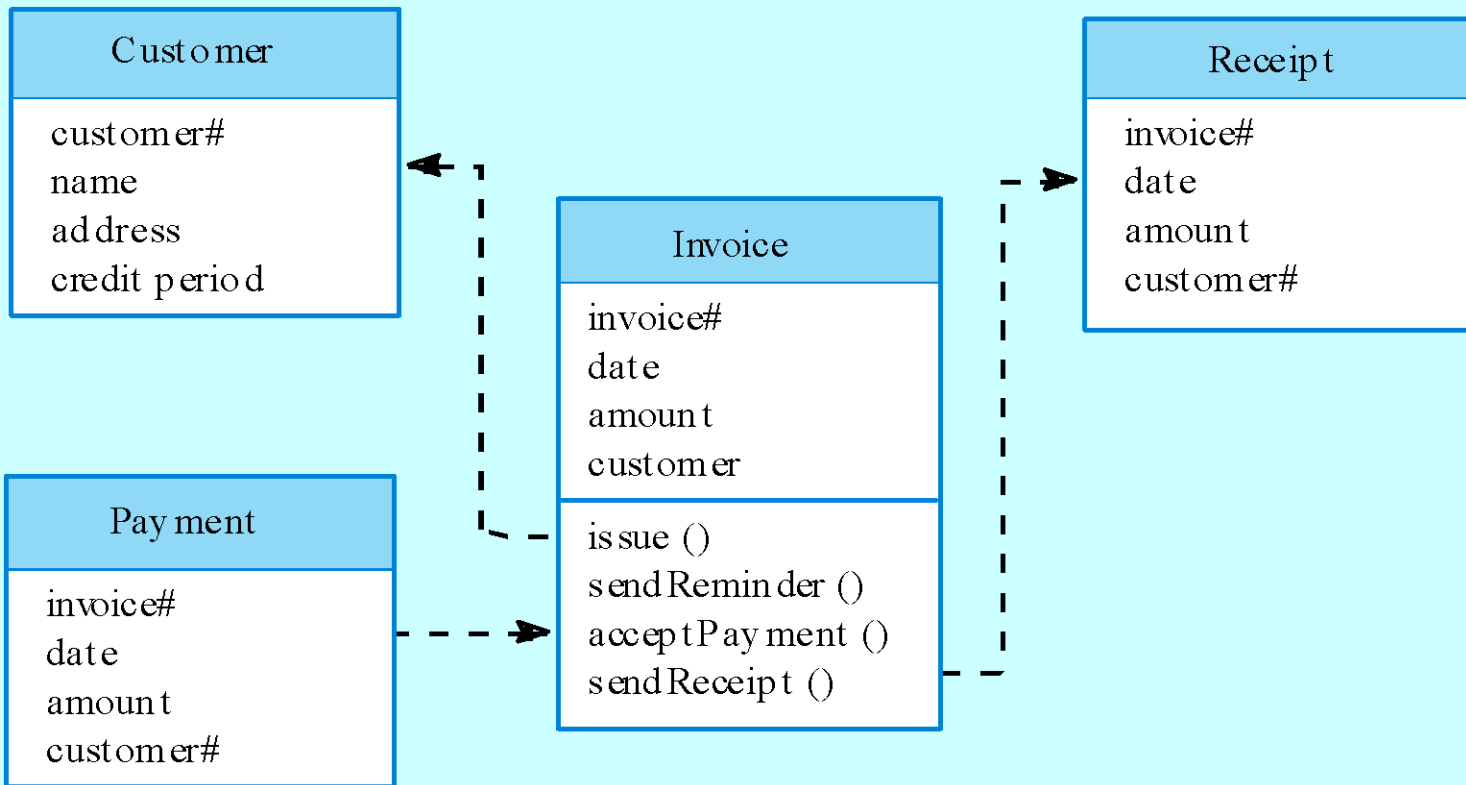 Customer
customer#
name
address
credit period
Receipt
invoice#
date
amount
customer#
Invoice
invoice#
date
amount
customer
issue ()
sendReminder ()
acceptPayment ()
sendReceipt ()
Payment
invoice#
date
amount
customer#